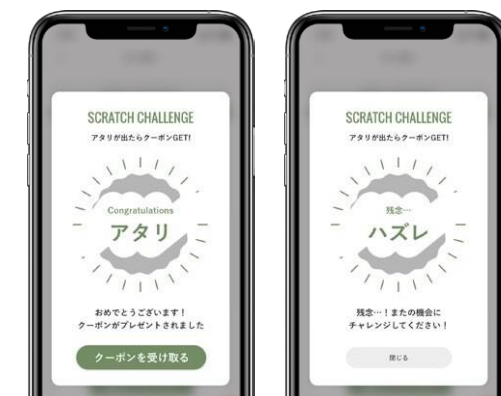 SCRATCH CHALLENGE
アタリが出たらクーポンGET!
Congratulations
アタリ
おめでとうございます！
クーポンがプレゼントされました
クーポンを受け取る
SCRATCH CHALLENGE
アタリが出たらクーポンGET!
残念…
ハズレ
残念…！またの機会に
チャレンジしてください！
閉じる